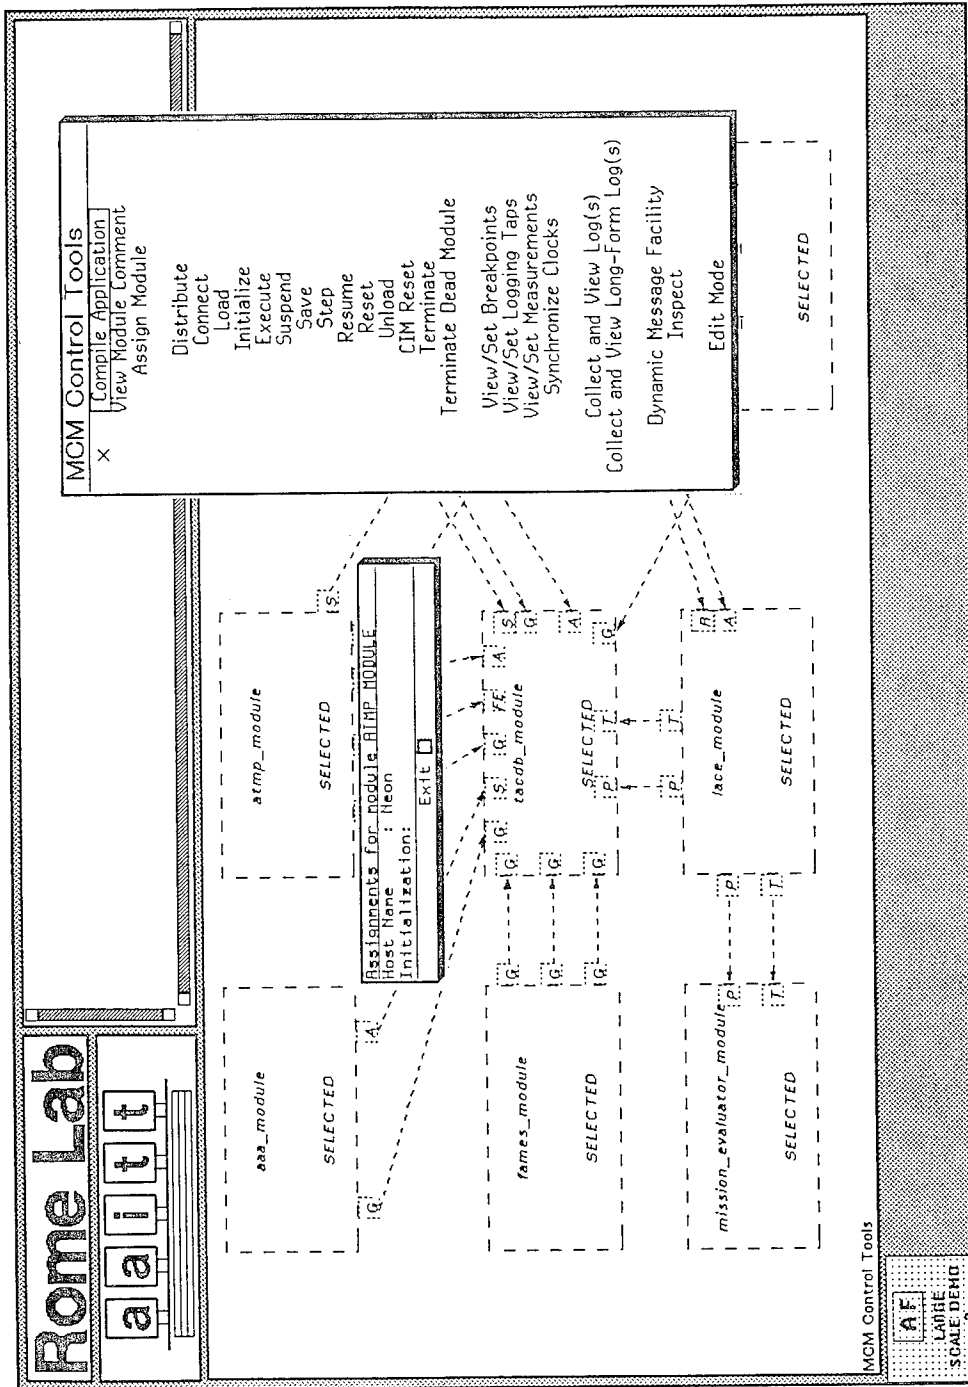 Rome Lab
a a i t t
MCM Control Tools
Compile Application
View Module Comment
Assign Module
Distribute
Connect
Load
Initialize
Execute
Suspend
Save
Step
Resume
Reset
Unload
CIM Reset
Terminate
Terminate Dead Module
View/Set Breakpoints
View/Set Logging Taps
View/Set Measurements
Synchronize Clocks
Collect and View Log(s)
Collect and View Long-Form Log(s)
Dynamic Message Facility
Inspect
Edit Mode
SELECTED
aaa_module
SELECTED
A
G
atmp_module
SELECTED
S
Assignments for module ATMP_MODULE
Host Name : Neon
Initialization:
Exit
fames_module
SELECTED
G
G
G
G S G FE A
tacdb_module
SELECTED
G
G
G
S
G
A
G
P T
mission_evaluator_module
SELECTED
P
T
P T
lace_module
SELECTED
P
T
R
A
MCM Control Tools
AF
LARGE
SCALE DEMO